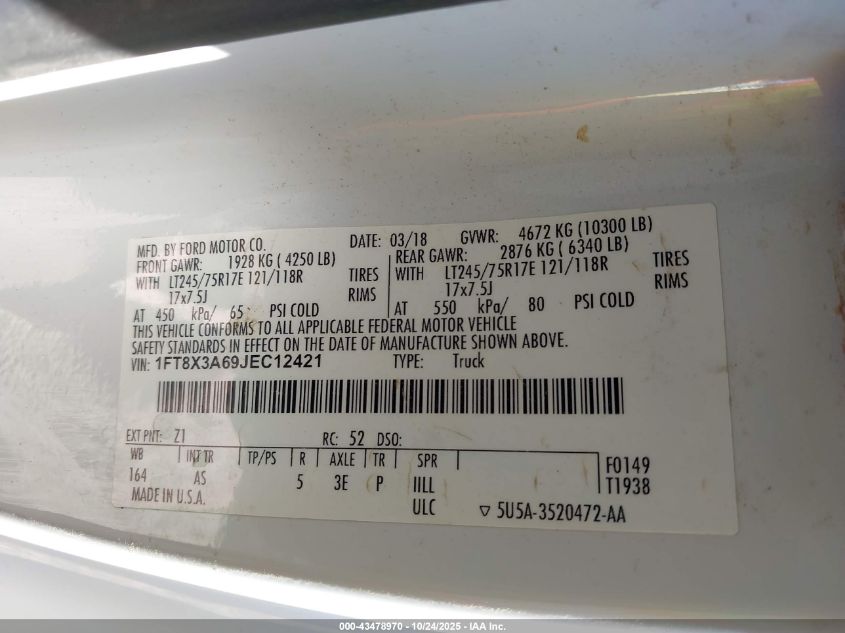 MFD. BY FORD MOTOR CO. DATE: 03/18 GVWR: 4672 KG (10300 LB)
FRONT GAWR: 1928 KG ( 4250 LB) REAR GAWR: 2876 KG ( 6340 LB)
WITH LT245/75R17E 121/118R TIRES WITH LT245/75R17E 121/118R TIRES
17x7.5J RIMS 17x7.5J RIMS
AT 450 kPa/ 65 PSI COLD AT 550 kPa/ 80 PSI COLD
THIS VEHICLE CONFORMS TO ALL APPLICABLE FEDERAL MOTOR VEHICLE
SAFETY STANDARDS IN EFFECT ON THE DATE OF MANUFACTURE SHOWN ABOVE.
VIN: 1FT8X3A69JEC12421 TYPE: Truck
EXT PNT: Z1 RC: 52 DSO:
WB INT TR TP/PS R AXLE TR SPR F0149
164 AS 5 3E P IILL T1938
MADE IN U.S.A. ULC ▽ 5U5A-3520472-AA
000-43478970 - 10/24/2025 - IAA Inc.